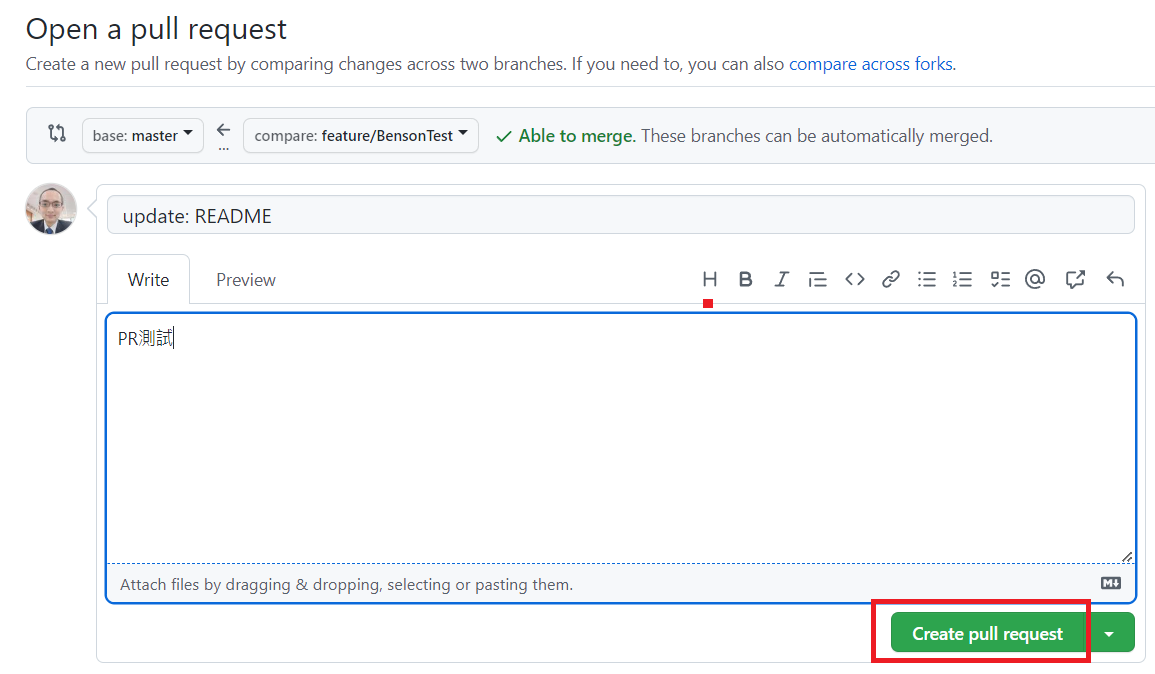 Open a pull request
Create a new pull request by comparing changes across two branches. If you need to, you can also compare across forks.
base: master ... compare: feature/BensonTest Able to merge. These branches can be automatically merged.
update: README
Write Preview H B I
PR測試
Attach files by dragging & dropping, selecting or pasting them. M↓
Create pull request